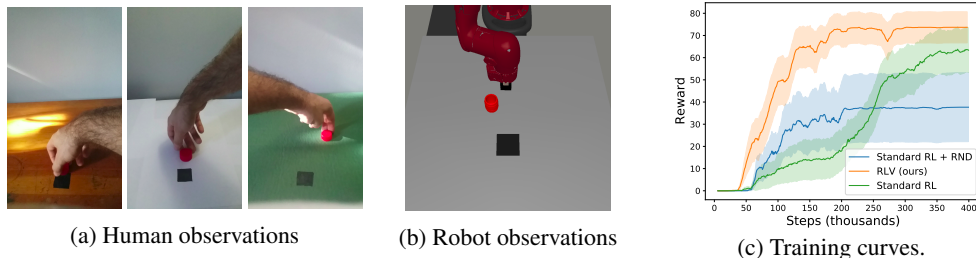 80
70
60
50
40
30
20
10
0
Reward
0 50 100 150 200 250 300 350 400
Steps (thousands)
Standard RL + RND
RLV (ours)
Standard RL
(a) Human observations
(b) Robot observations
(c) Training curves.